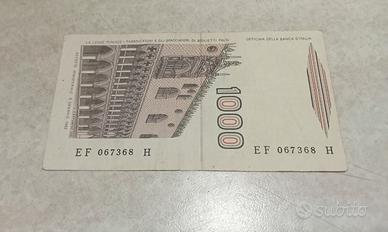 LA LEGGE PUNISCE I FABBRICATORI E GLI SPACCIATORI DI BIGLIETTI FALSI
OFFICINA DELLA BANCA D'ITALIA
1000
EF 067368 H
EF 067368 H
subito